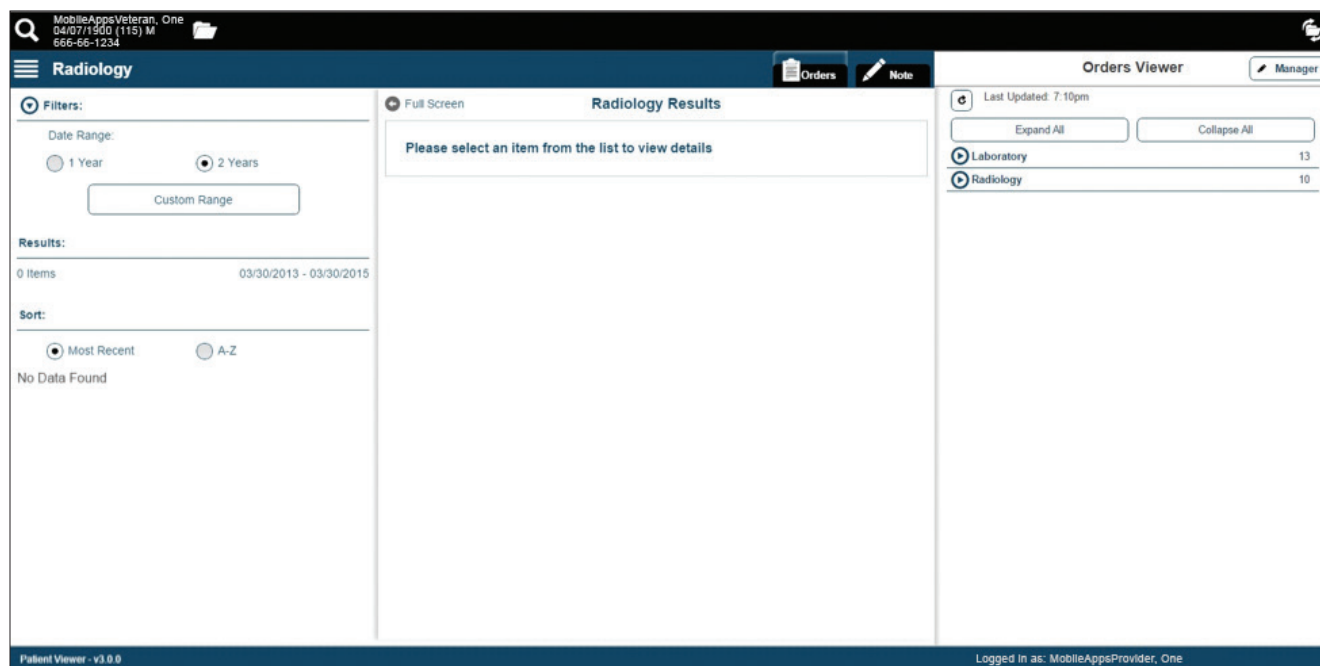 MobileAppsVeteran, One
04/07/1900 (115) M
666-66-1234
Radiology
Orders
Note
Orders Viewer
Manager
Filters:
Date Range:
1 Year 2 Years
Custom Range
Results:
0 Items 03/30/2013 - 03/30/2015
Sort:
Most Recent A-Z
No Data Found
Full Screen Radiology Results
Please select an item from the list to view details
Last Updated: 7:10pm
Expand All Collapse All
Laboratory 13
Radiology 10
Patient Viewer - v3.0.0
Logged in as: MobileAppsProvider, One